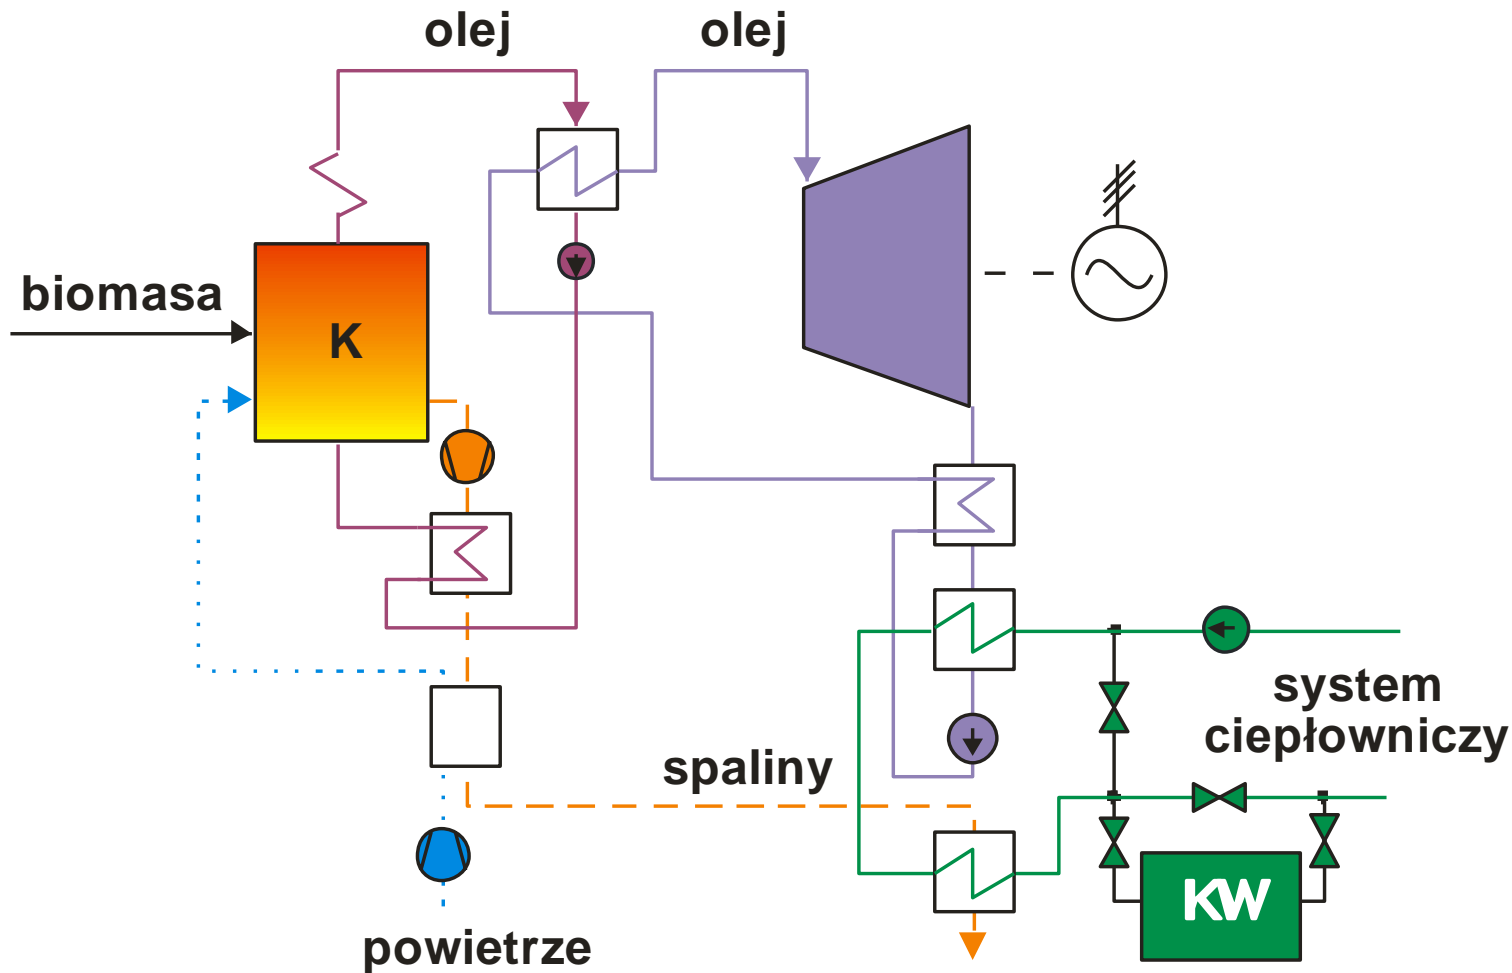 olej
olej
biomasa
K
system
ciepłowniczy
spaliny
KW
powietrze